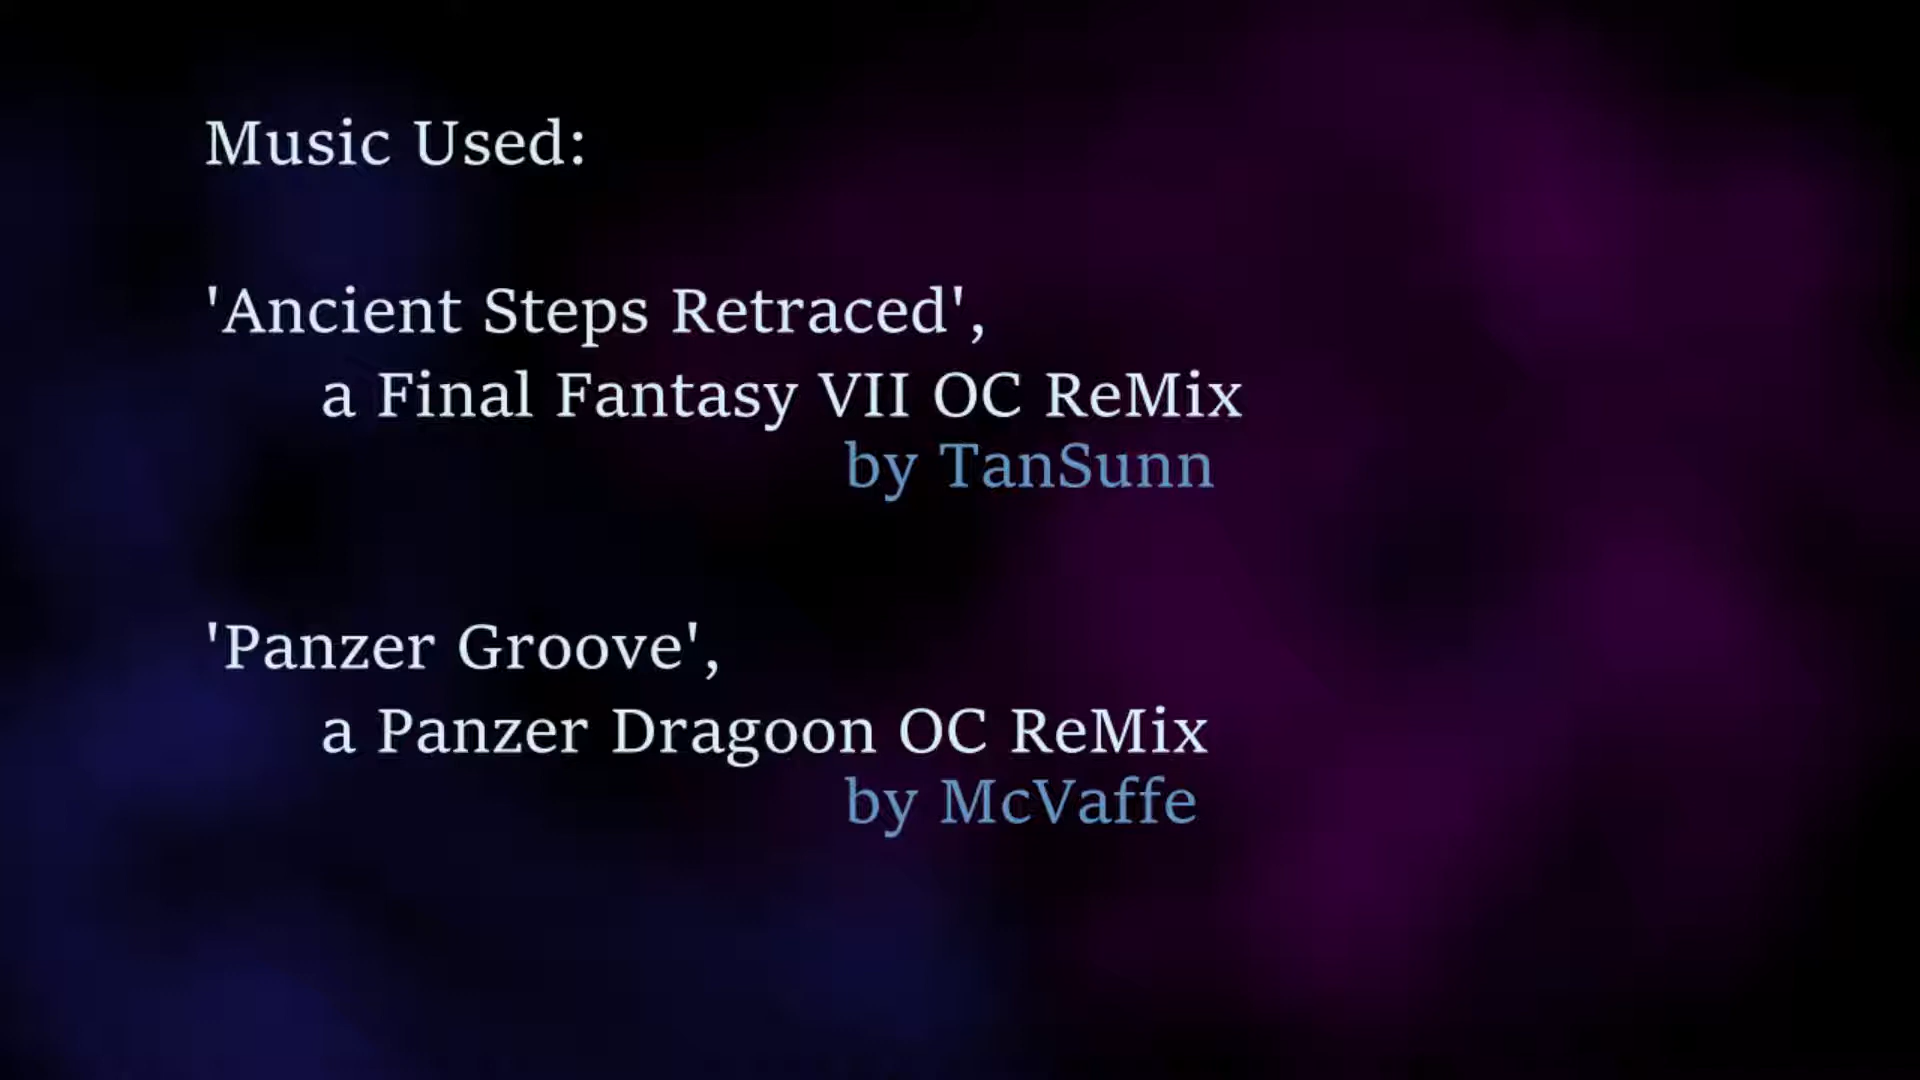 Music Used:
'Ancient Steps Retraced',
a Final Fantasy VII OC ReMix
by TanSunn
'Panzer Groove',
a Panzer Dragoon OC ReMix
by McVaffe